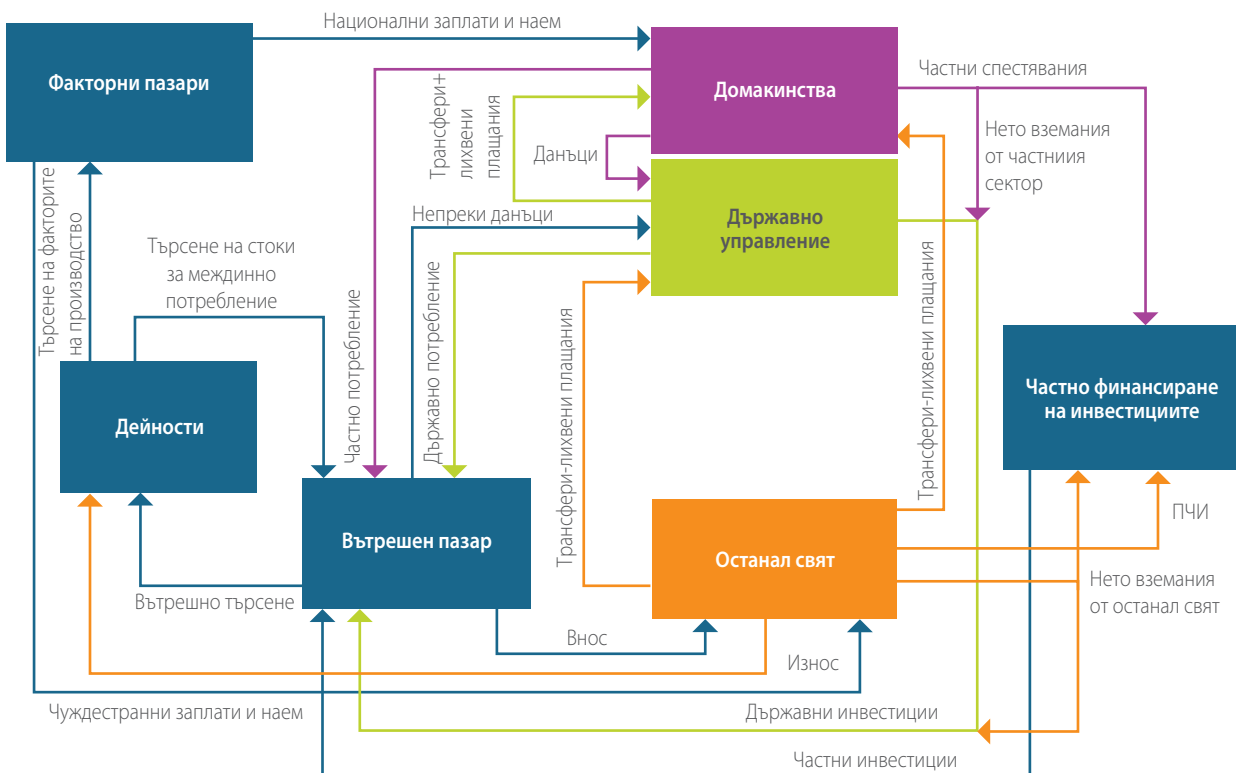 Национални заплати и наем
Факторни пазари
Домакинства
Частни спестявания
Трансфери+
лихвени
плащания
Данъци
Нето вземания
от частниия
сектор
Търсене на факторите
на производство
Непреки данъци
Държавно
управление
Търсене на стоки
за междинно
потребление
Частно потребление
Държавно потребление
Трансфери-лихвени плащания
Трансфери-лихвени плащания
Дейности
Частно финансиране
на инвестициите
Вътрешен пазар
Останал свят
ПЧИ
Вътрешно търсене
Нето вземания
от останал свят
Внос
Износ
Чуждестранни заплати и наем
Държавни инвестиции
Частни инвестиции